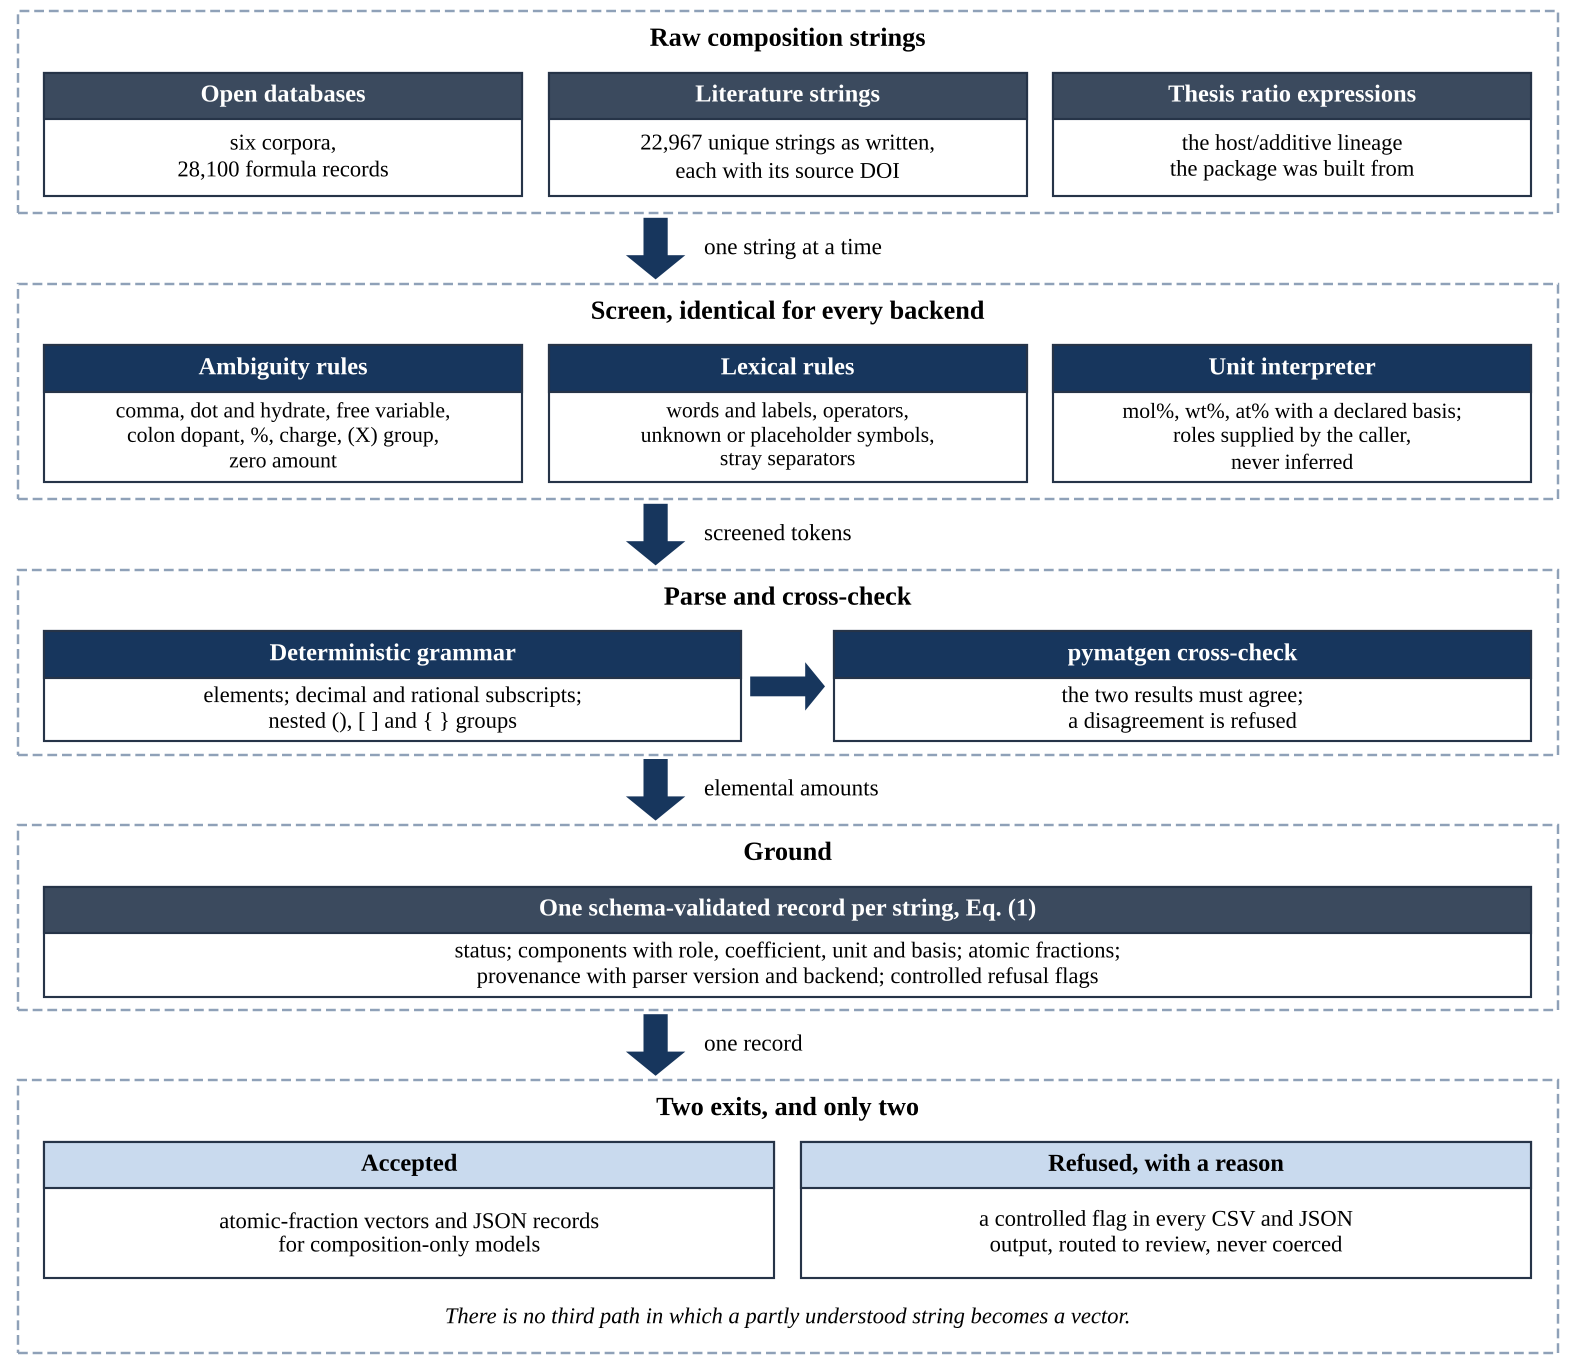 Raw composition strings
Open databases
six corpora,
28,100 formula records
Literature strings
22,967 unique strings as written,
each with its source DOI
Thesis ratio expressions
the host/additive lineage
the package was built from
one string at a time
Screen, identical for every backend
Ambiguity rules
comma, dot and hydrate, free variable,
colon dopant, %, charge, (X) group,
zero amount
Lexical rules
words and labels, operators,
unknown or placeholder symbols,
stray separators
Unit interpreter
mol%, wt%, at% with a declared basis;
roles supplied by the caller,
never inferred
screened tokens
Parse and cross-check
Deterministic grammar
elements; decimal and rational subscripts;
nested (), [ ] and { } groups
pymatgen cross-check
the two results must agree;
a disagreement is refused
elemental amounts
Ground
One schema-validated record per string, Eq. (1)
status; components with role, coefficient, unit and basis; atomic fractions;
provenance with parser version and backend; controlled refusal flags
one record
Two exits, and only two
Accepted
atomic-fraction vectors and JSON records
for composition-only models
Refused, with a reason
a controlled flag in every CSV and JSON
output, routed to review, never coerced
There is no third path in which a partly understood string becomes a vector.